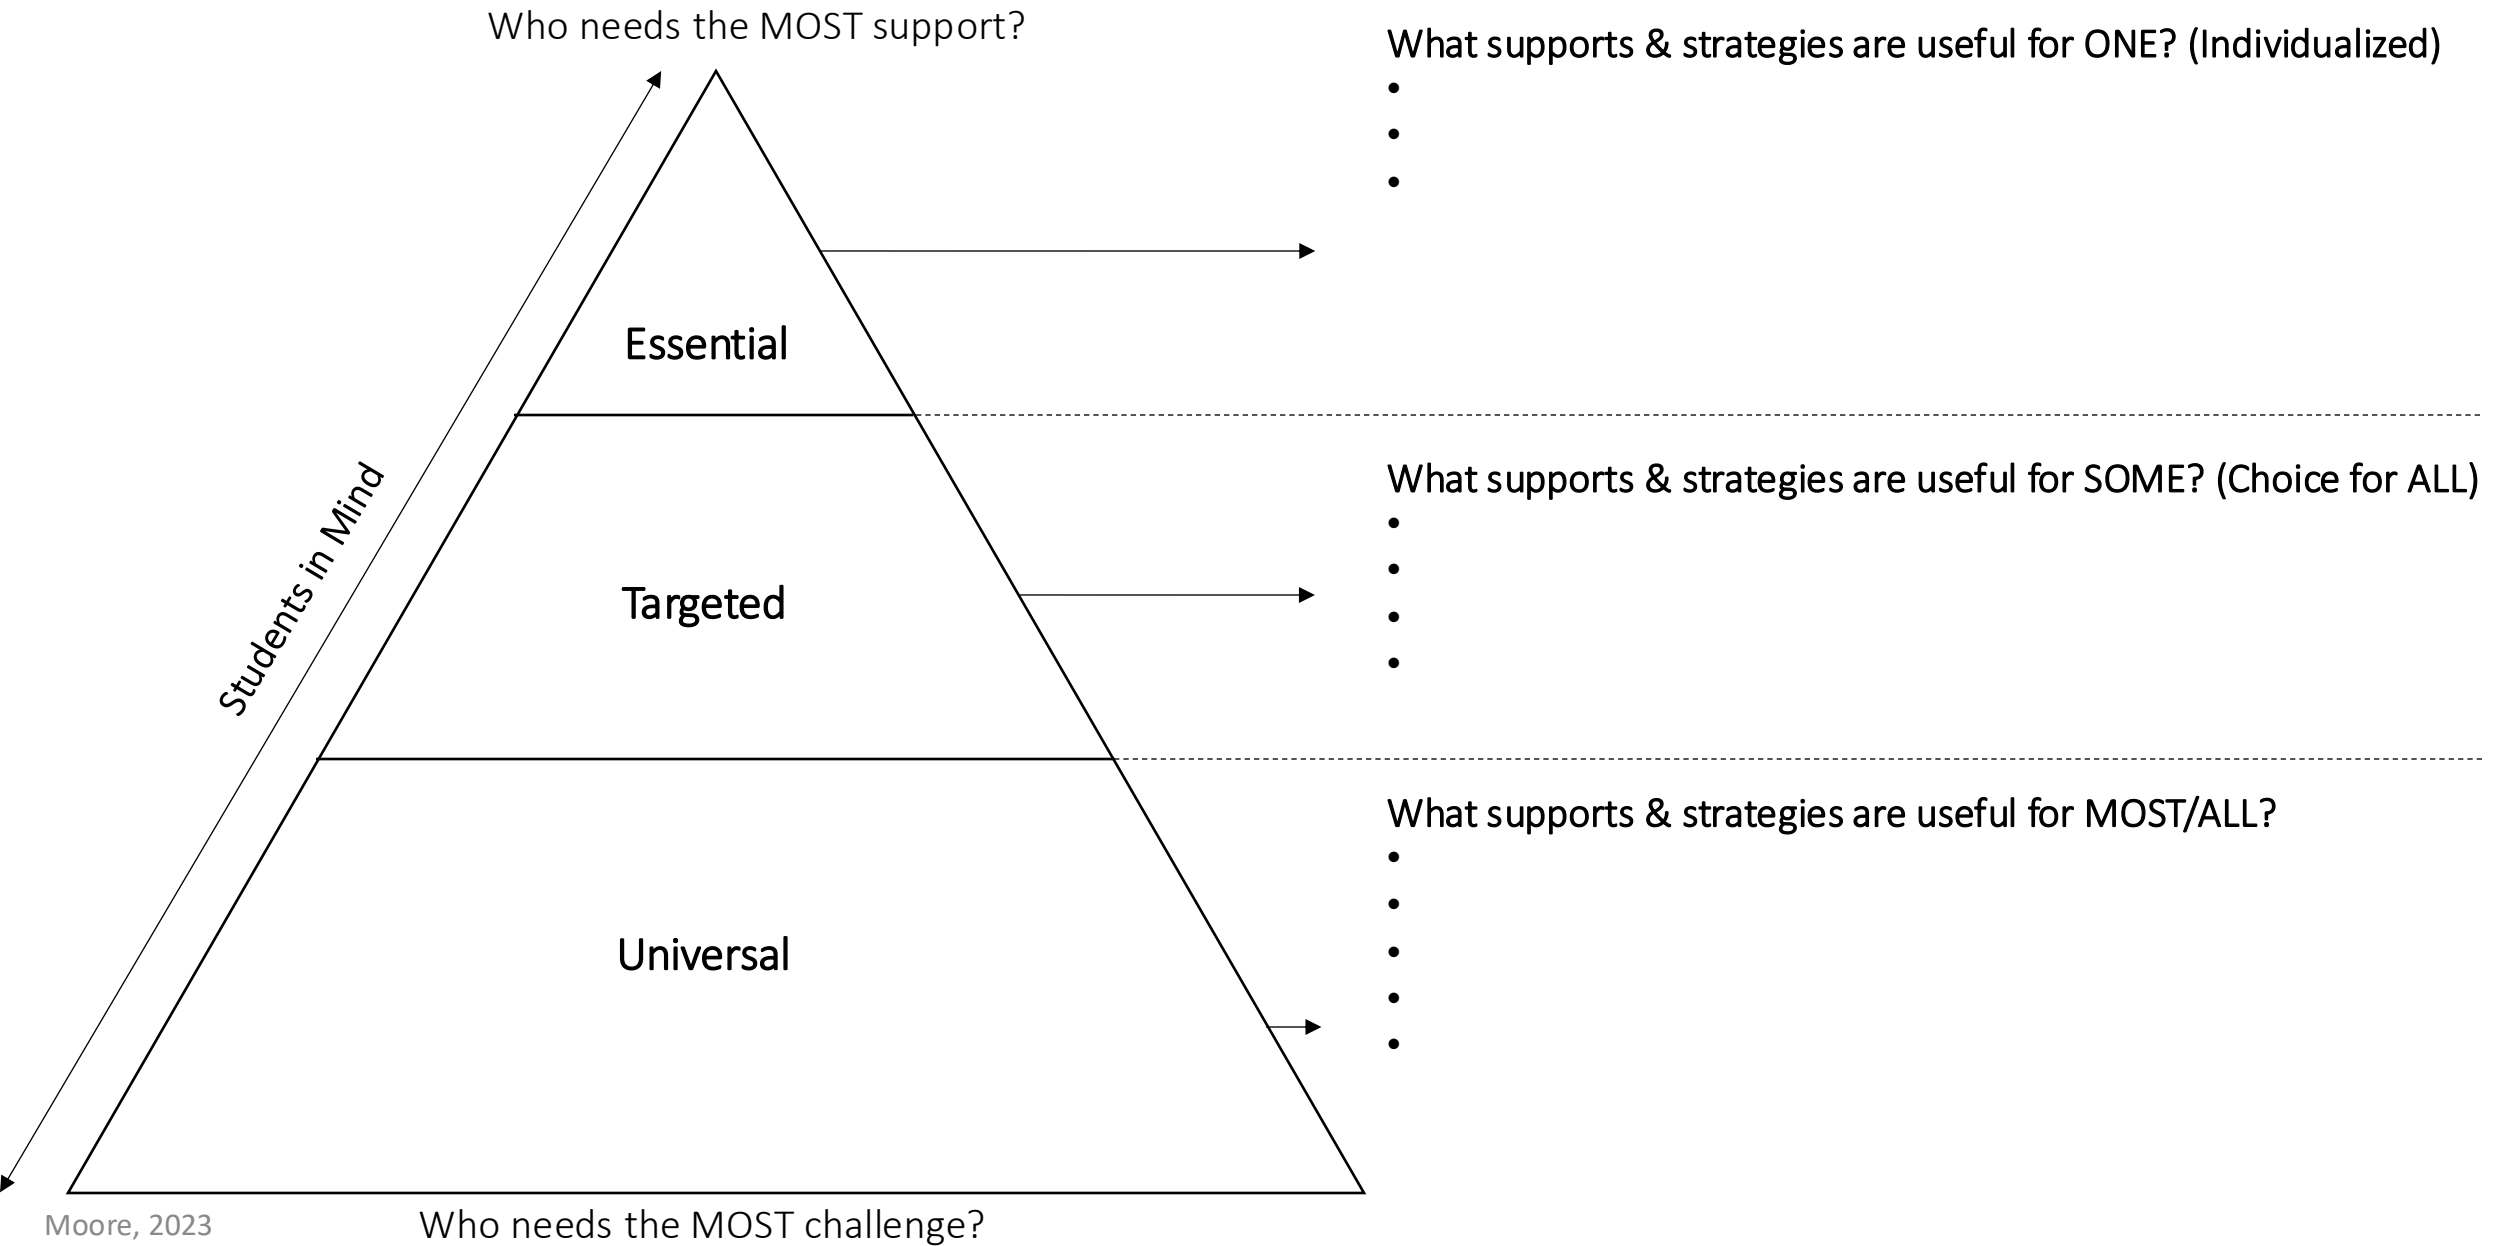 Who needs the MOST support?
What supports & strategies are useful for ONE? (Individualized)
•
•
•
Essential
Students in Mind
What supports & strategies are useful for SOME? (Choice for ALL)
•
•
•
•
Targeted
What supports & strategies are useful for MOST/ALL?
•
•
•
•
•
Universal
Who needs the MOST challenge?
Moore, 2023